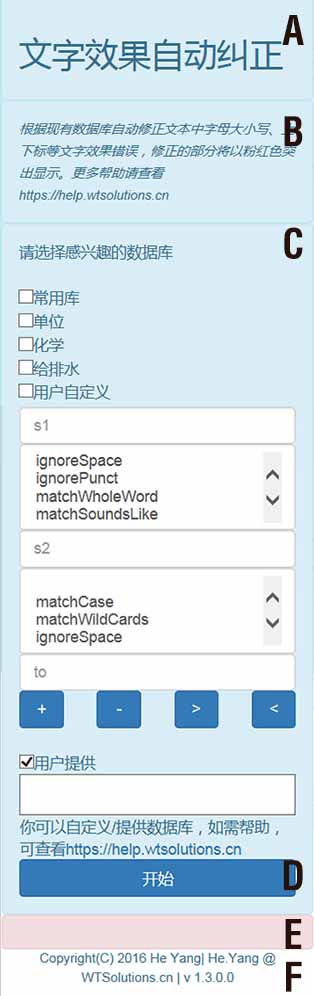 文字效果自动纠正
A
根据现有数据库自动修正文本中字母大小写、
B
下标等文字效果错误，修正的部分将以粉红色突
出显示。更多帮助请查看
https://help.wtsolutions.cn
C
请选择感兴趣的数据库
常用库
单位
化学
给排水
用户自定义
s1
ignoreSpace
ignorePunct
matchWholeWord
matchSoundsLike
s2
matchCase
matchWildCards
ignoreSpace
to
+ - > <
用户提供
你可以自定义/提供数据库，如需帮助，
可查看https://help.wtsolutions.cn
开始
D
E
Copyright(C) 2016 He Yang| He.Yang @
WTSolutions.cn | v 1.3.0.0
F